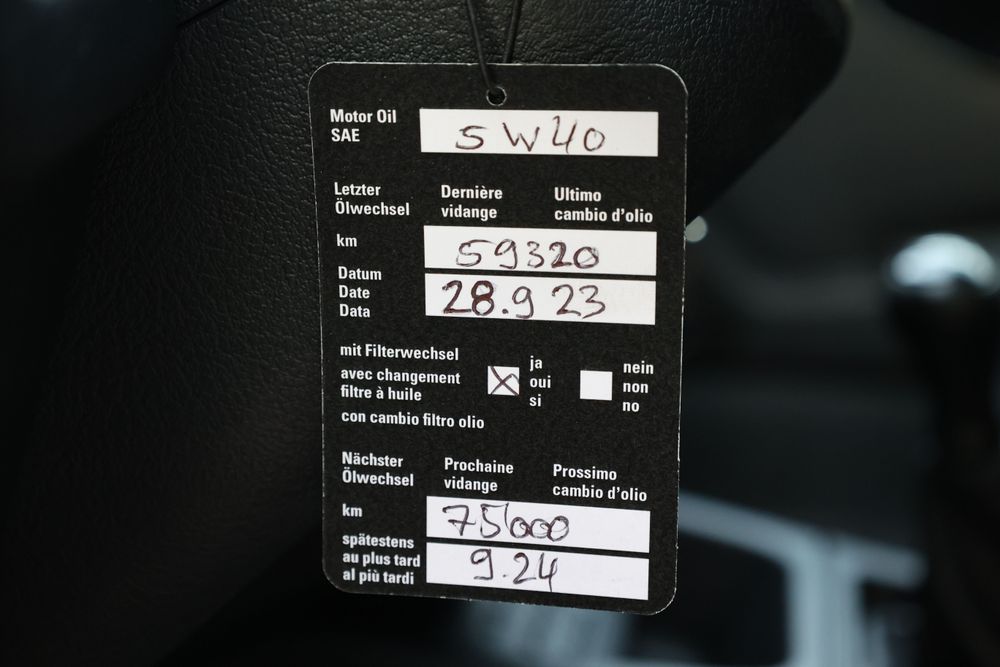 Motor Oil
SAE
5W40
Letzter Ölwechsel
Dernière vidange
Ultimo cambio d'olio
km
59320
Datum
Date
Data
28.9 23
mit Filterwechsel
avec changement
filtre à huile
con cambio filtro olio
ja
oui
si
nein
non
no
Nächster Ölwechsel
Prochaine vidange
Prossimo cambio d'olio
km
75'000
spätestens
au plus tard
al più tardi
9.24